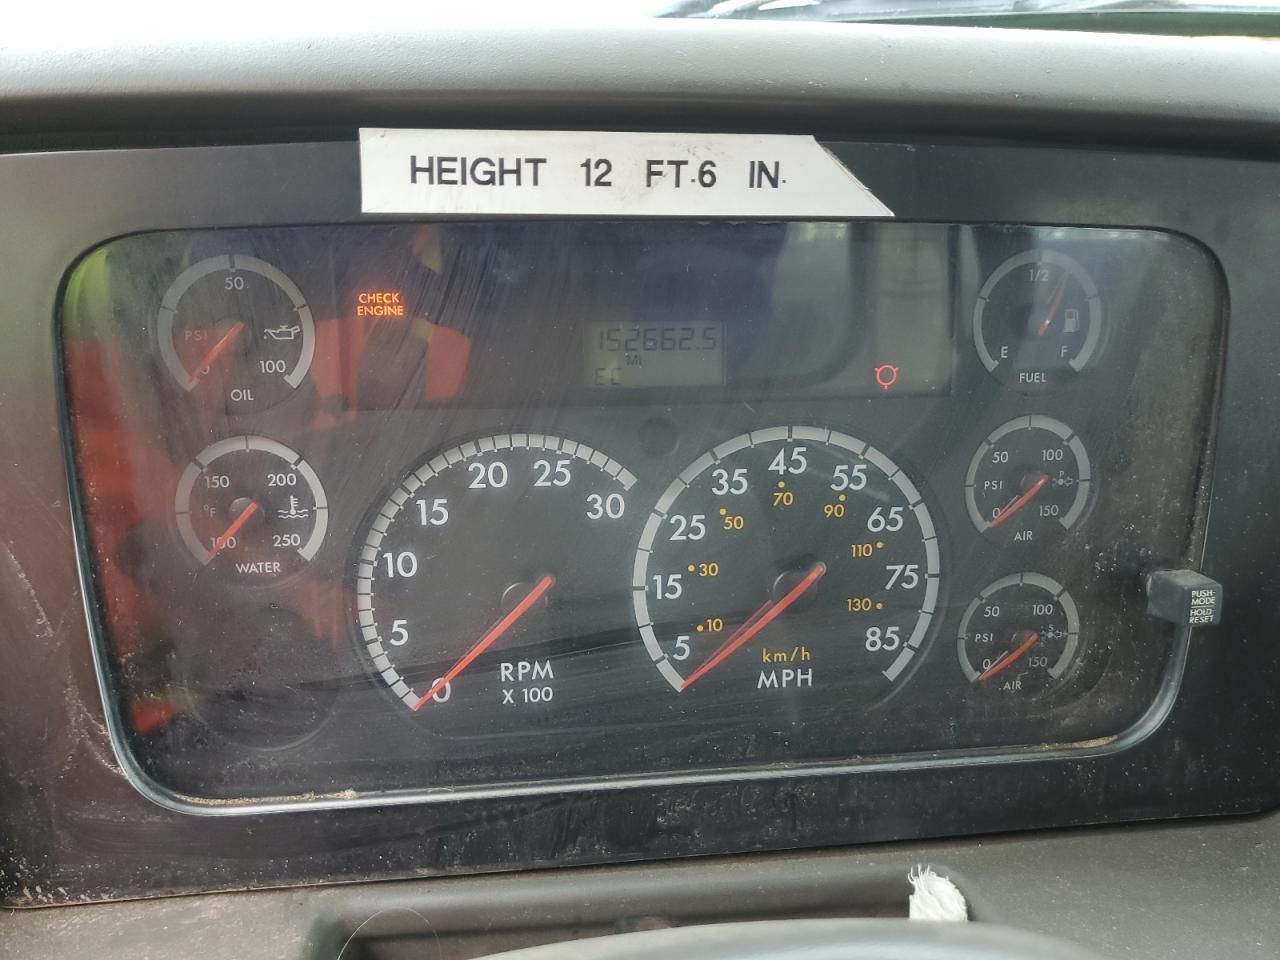 HEIGHT 12 FT.6 IN.
50
PSI
0
100
OIL
CHECK
ENGINE
152662.5
MI
EC
1/2
E
F
FUEL
150
200
°F
100
250
WATER
0
5
10
15
20
25
30
RPM
X 100
5
15
25
35
45
55
65
75
85
10
30
50
70
90
110
130
km/h
MPH
50
100
PSI
P
0
150
AIR
50
100
PSI
S
0
150
AIR
PUSH-
MODE
HOLD-
RESET